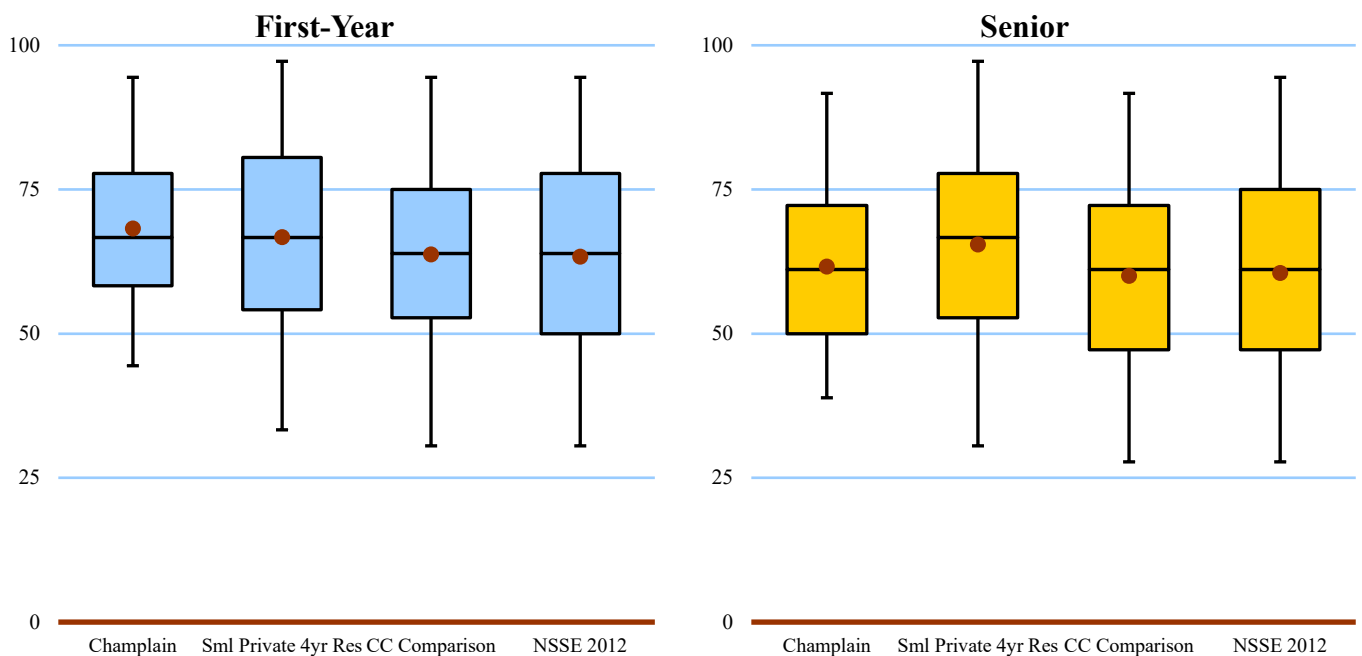 First-Year
100
75
50
25
0
Champlain
Sml Private 4yr Res
CC Comparison
NSSE 2012
Senior
100
75
50
25
0
Champlain
Sml Private 4yr Res
CC Comparison
NSSE 2012